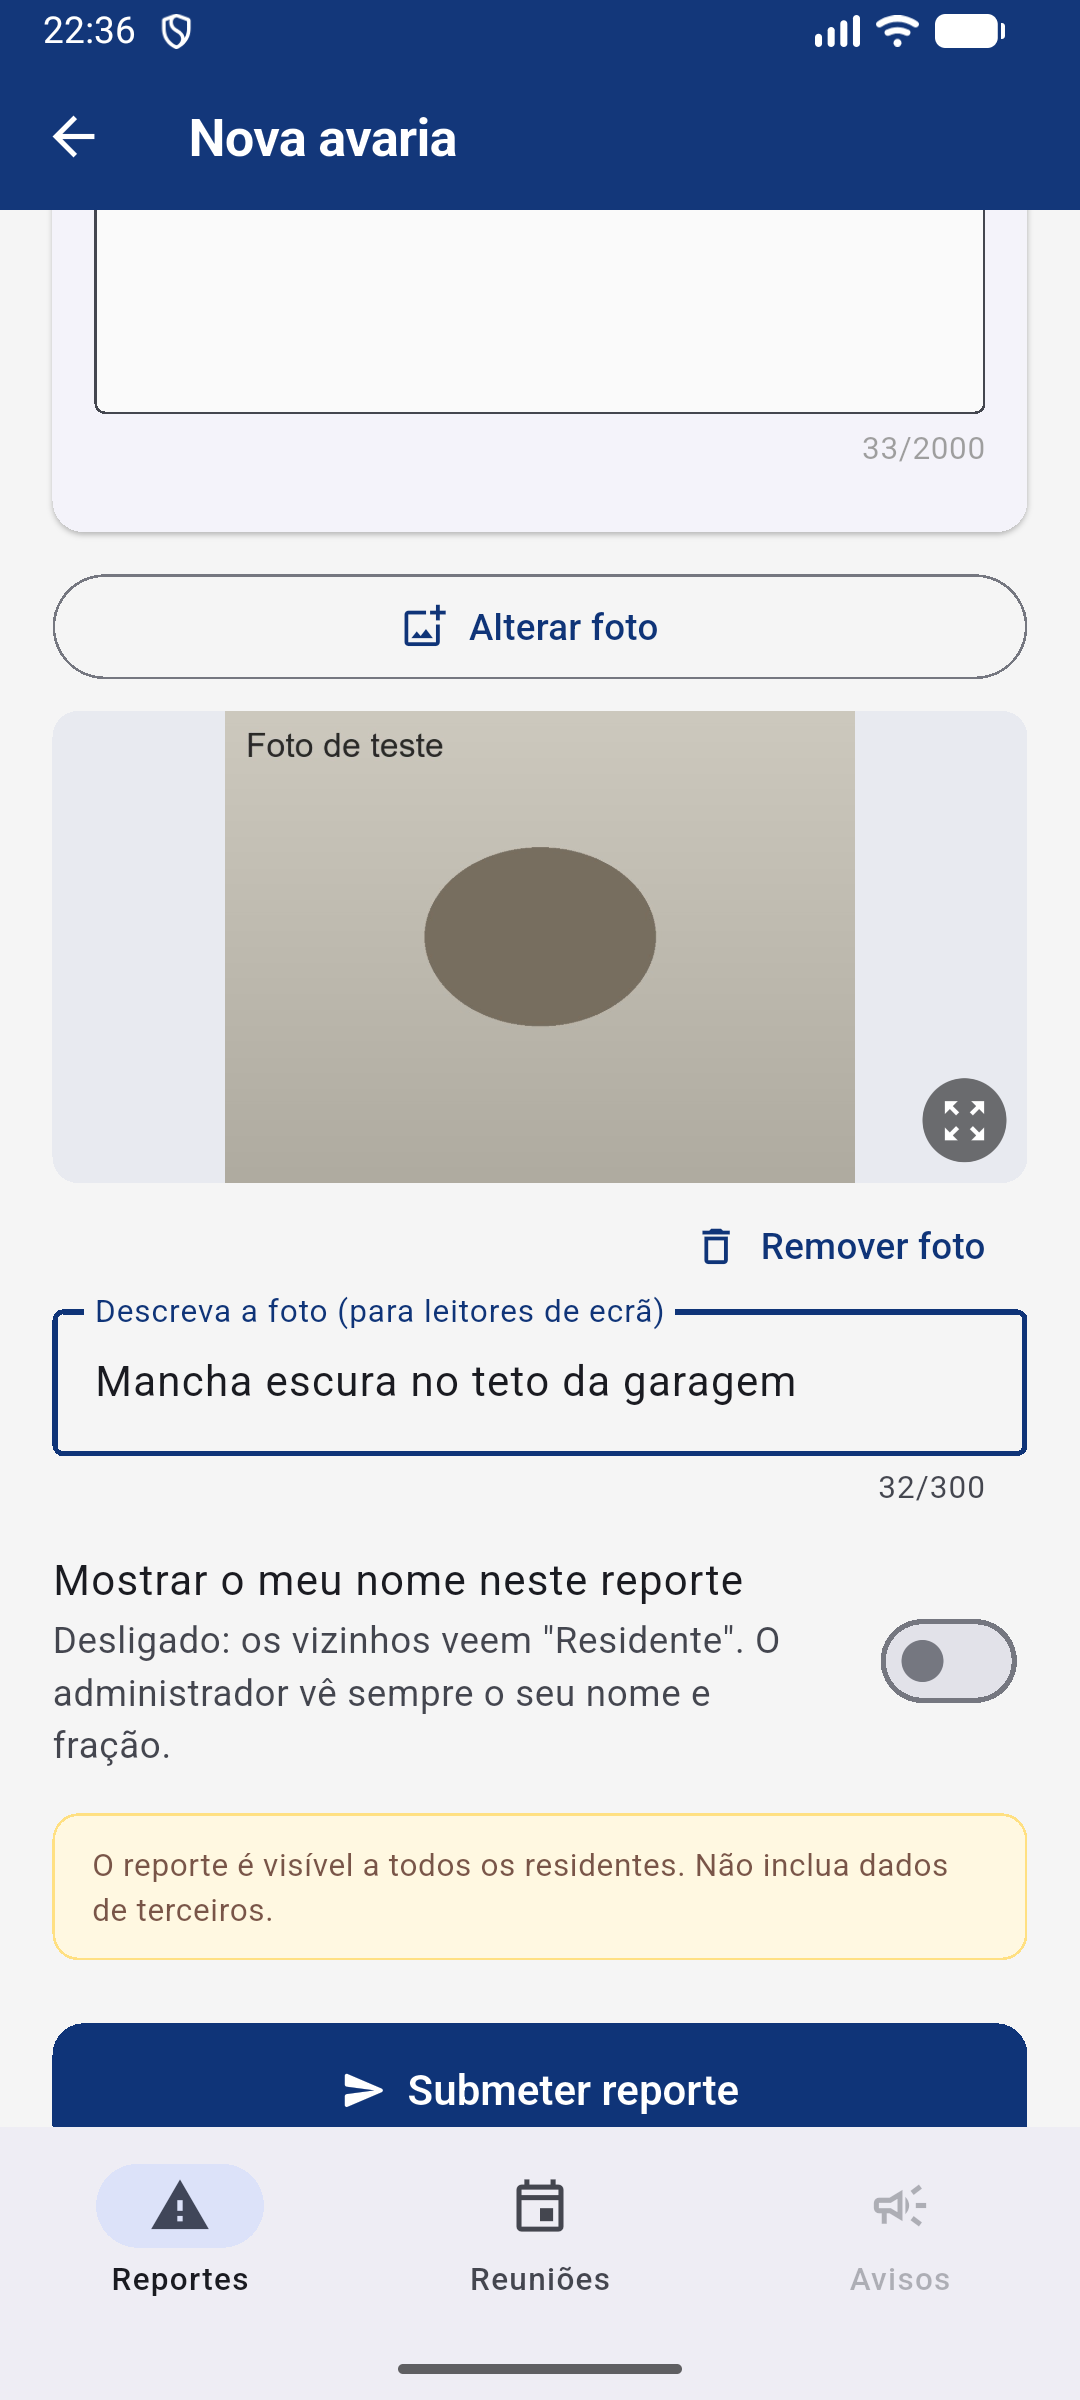 22:36
Nova avaria
33/2000
Alterar foto
Foto de teste
Remover foto
Descreva a foto (para leitores de ecrã)
Mancha escura no teto da garagem
32/300
Mostrar o meu nome neste reporte
Desligado: os vizinhos veem "Residente". O
administrador vê sempre o seu nome e
fração.
O reporte é visível a todos os residentes. Não inclua dados
de terceiros.
Submeter reporte
Reportes
Reuniões
Avisos